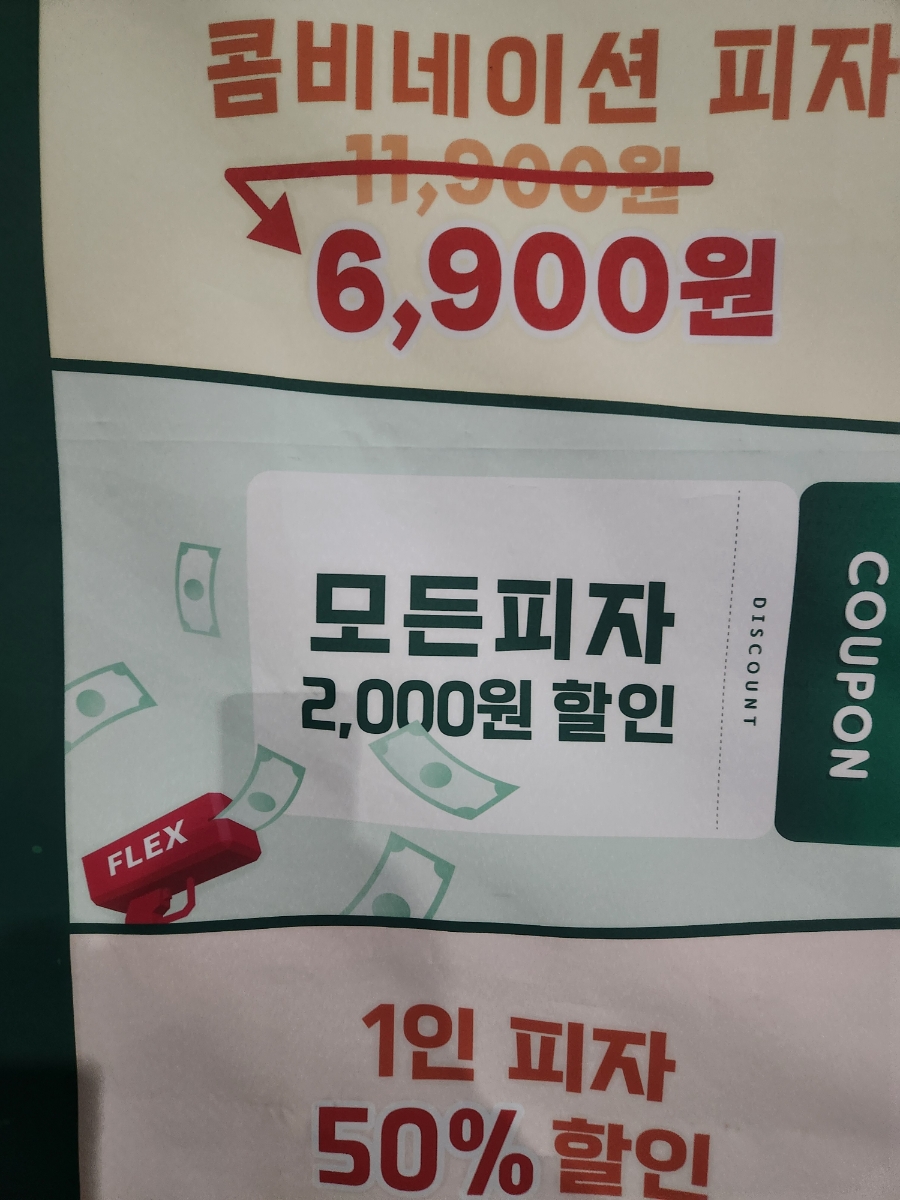 콤비네이션 피자
11,900원
6,900원
모든피자
2,000원 할인
DISCOUNT
COUPON
FLEX
1인 피자
50% 할인